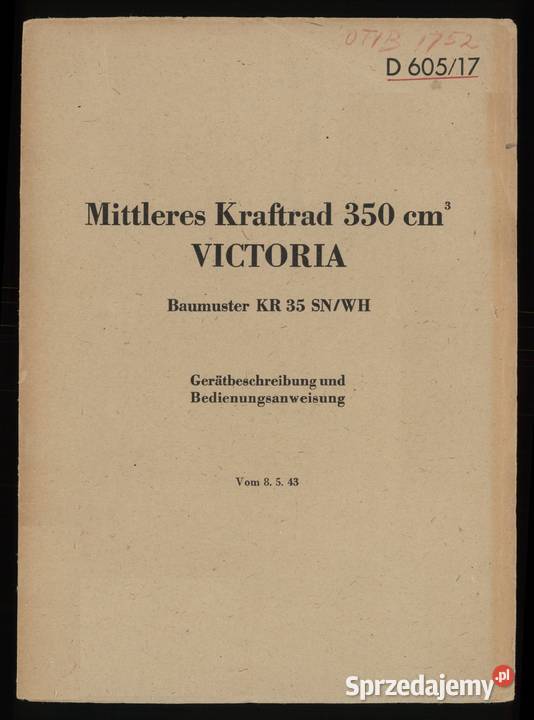 OTIB 1752
D 605/17
Mittleres Kraftrad 350 cm³
VICTORIA
Baumuster KR 35 SN/WH
Gerätbeschreibung und
Bedienungsanweisung
Vom 8. 5. 43
Sprzedajemy.pl